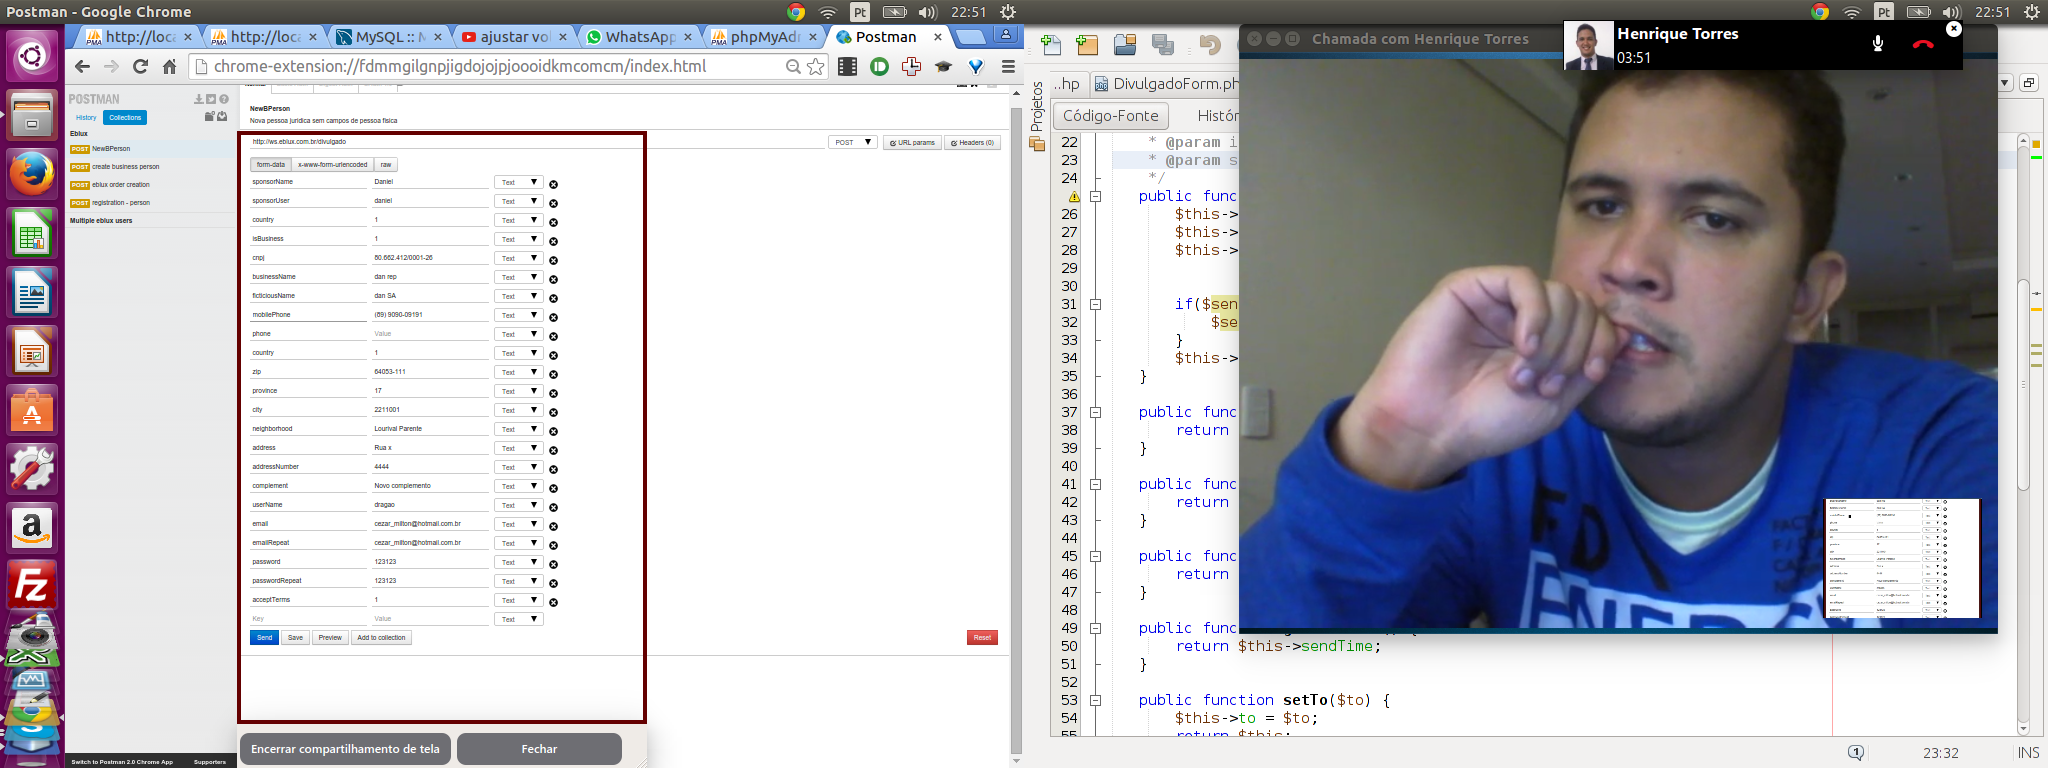 Postman - Google Chrome
Pt
22:51
Pt
22:51
http://loca
http://loca
MySQL :: M
ajustar vol
WhatsApp
phpMyAdr
Postman
chrome-extension://fdmmgilgnpjigdojojpjoooidkmcomcm/index.html
POSTMAN
History
Collections
Eblux
POST NewBPerson
POST create business person
POST eblux order creation
POST registration - person
Multiple eblux users
Switch to Postman 2.0 Chrome App
Supporters
NewBPerson
Nova pessoa juridica sem campos de pessoa fisica
http://ws.eblux.com.br/divulgado
POST
URL params
Headers (0)
form-data
x-www-form-urlencoded
raw
sponsorName Daniel Text
sponsorUser daniel Text
country 1 Text
isBusiness 1 Text
cnpj 80.662.412/0001-26 Text
businessName dan rep Text
ficticiousName dan SA Text
mobilePhone (89) 9090-09191 Text
phone Value Text
country 1 Text
zip 64053-111 Text
province 17 Text
city 2211001 Text
neighborhood Lourival Parente Text
address Rua x Text
addressNumber 4444 Text
complement Novo complemento Text
userName dragao Text
email cezar_milton@hotmail.com.br Text
emailRepeat cezar_milton@hotmail.com.br Text
password 123123 Text
passwordRepeat 123123 Text
acceptTerms 1 Text
Key Value Text
Send
Save
Preview
Add to collection
Reset
Encerrar compartilhamento de tela
Fechar
Projetos
..hp
DivulgadoForm.ph
Código-Fonte
Histór
22 * @param i
23 * @param s
24 */
public func
26 $this->
27 $this->
28 $this->
29
30
31 if($sen
32 $se
33 }
34 $this->
35 }
36
37 public func
38 return
39 }
40
41 public func
42 return
43 }
44
45 public func
46 return
47 }
48
49 public func
50 return $this->sendTime;
51 }
52
53 public function setTo($to) {
54 $this->to = $to;
55 return $this;
23:32
INS
Chamada com Henrique Torres
Henrique Torres
03:51